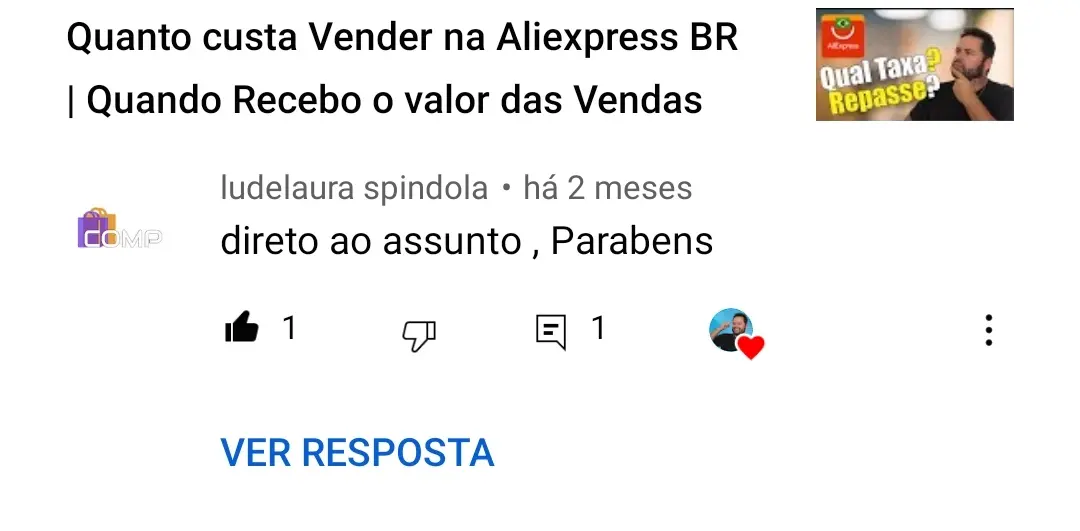 Quanto custa Vender na Aliexpress BR
| Quando Recebo o valor das Vendas
AliExpress
Qual Taxa?
Repasse?
ludelaura spindola • há 2 meses
dCOMP
direto ao assunto , Parabens
1
1
VER RESPOSTA